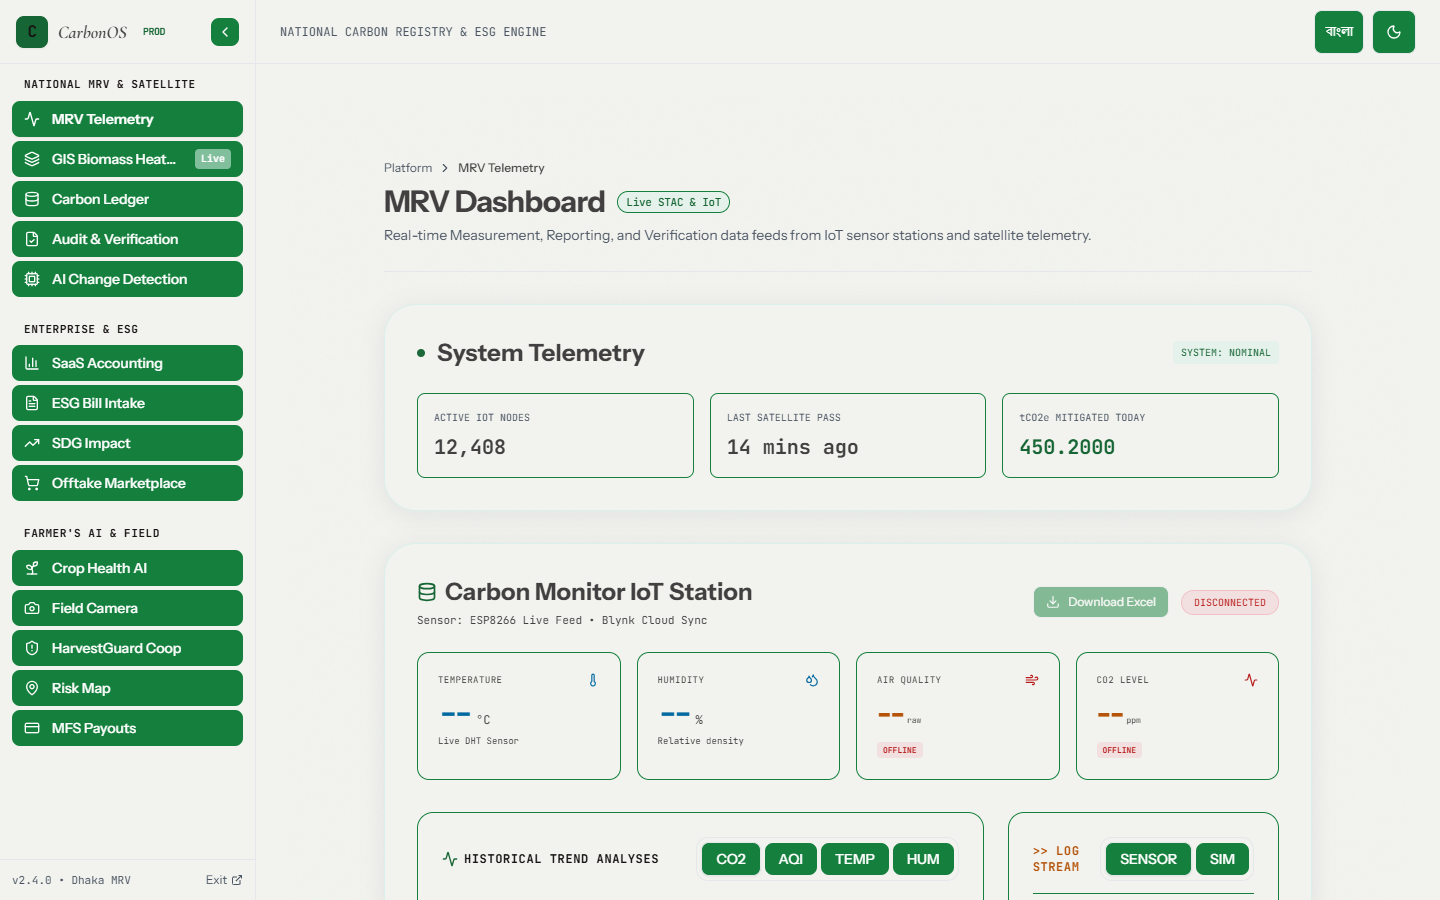 C CarbonOS PROD
NATIONAL CARBON REGISTRY & ESG ENGINE
বাংলা
NATIONAL MRV & SATELLITE
MRV Telemetry
GIS Biomass Heat... Live
Carbon Ledger
Audit & Verification
AI Change Detection
ENTERPRISE & ESG
SaaS Accounting
ESG Bill Intake
SDG Impact
Offtake Marketplace
FARMER'S AI & FIELD
Crop Health AI
Field Camera
HarvestGuard Coop
Risk Map
MFS Payouts
v2.4.0 • Dhaka MRV Exit
Platform > MRV Telemetry
MRV Dashboard Live STAC & IoT
Real-time Measurement, Reporting, and Verification data feeds from IoT sensor stations and satellite telemetry.
System Telemetry SYSTEM: NOMINAL
ACTIVE IOT NODES
12,408
LAST SATELLITE PASS
14 mins ago
tCO2e MITIGATED TODAY
450.2000
Carbon Monitor IoT Station
Sensor: ESP8266 Live Feed • Blynk Cloud Sync
Download Excel DISCONNECTED
TEMPERATURE
-- °C
Live DHT Sensor
HUMIDITY
-- %
Relative density
AIR QUALITY
-- raw
OFFLINE
CO2 LEVEL
-- ppm
OFFLINE
HISTORICAL TREND ANALYSES CO2 AQI TEMP HUM
>> LOG
STREAM
SENSOR SIM